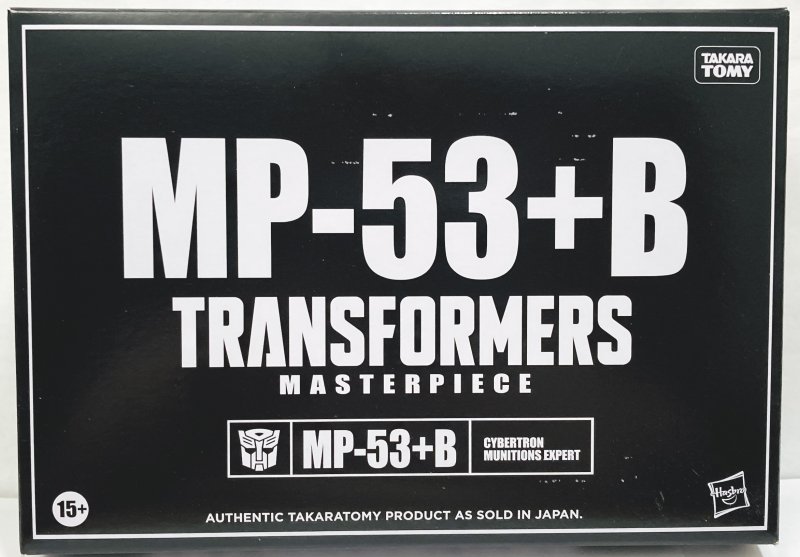 TAKARA
TOMY
MP-53+B
TRANSFORMERS
MASTERPIECE
MP-53+B
CYBERTRON
MUNITIONS EXPERT
15+
AUTHENTIC TAKARATOMY PRODUCT AS SOLD IN JAPAN.
Hasbro